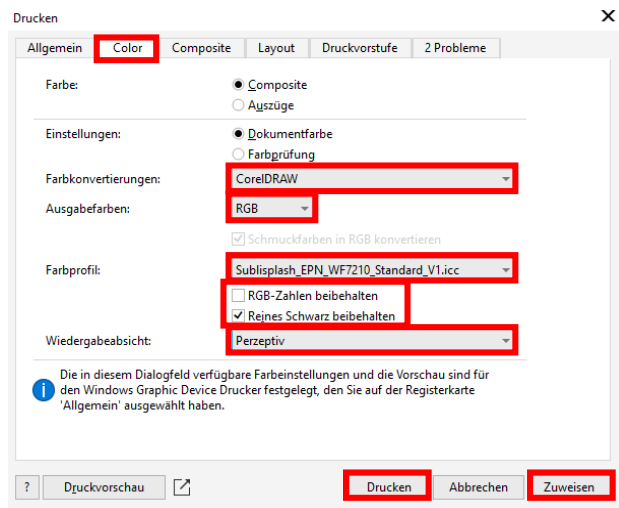 Drucken
Allgemein Color Composite Layout Druckvorstufe 2 Probleme
Farbe: Composite
Auszüge
Einstellungen: Dokumentfarbe
Farbprüfung
Farbkonvertierungen: CorelDRAW
Ausgabefarben: RGB
Schmuckfarben in RGB konvertieren
Farbprofil: Sublisplash_EPN_WF7210_Standard_V1.icc
RGB-Zahlen beibehalten
Reines Schwarz beibehalten
Wiedergabeabsicht: Perzeptiv
Die in diesem Dialogfeld verfügbare Farbeinstellungen und die Vorschau sind für
den Windows Graphic Device Drucker festgelegt, den Sie auf der Registerkarte
'Allgemein' ausgewählt haben.
? Druckvorschau Drucken Abbrechen Zuweisen